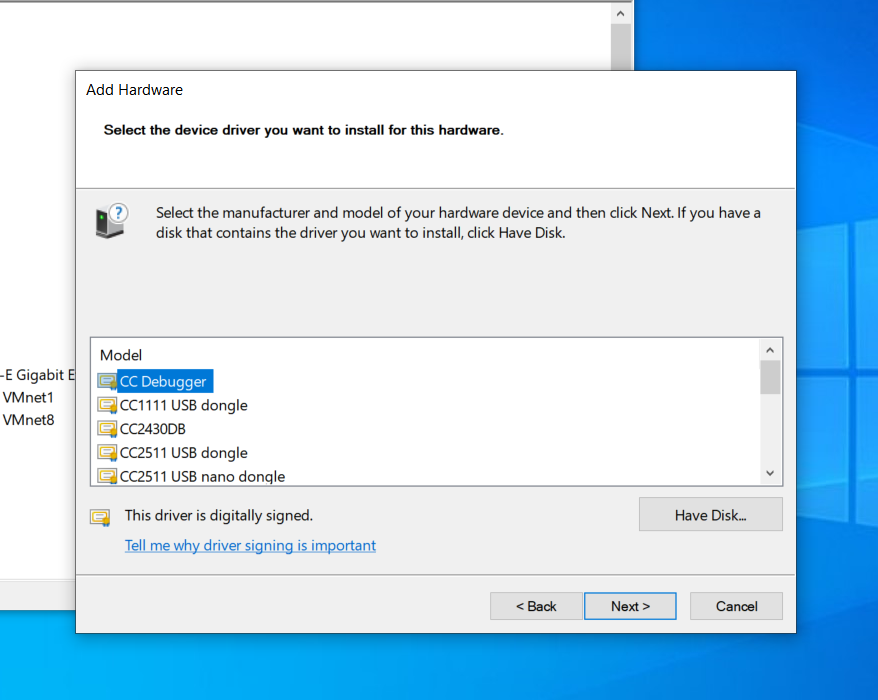 Add Hardware
Select the device driver you want to install for this hardware.
?
Select the manufacturer and model of your hardware device and then click Next. If you have a
disk that contains the driver you want to install, click Have Disk.
-E Gigabit E
VMnet1
VMnet8
Model
CC Debugger
CC1111 USB dongle
CC2430DB
CC2511 USB dongle
CC2511 USB nano dongle
This driver is digitally signed.
Have Disk...
Tell me why driver signing is important
< Back
Next >
Cancel